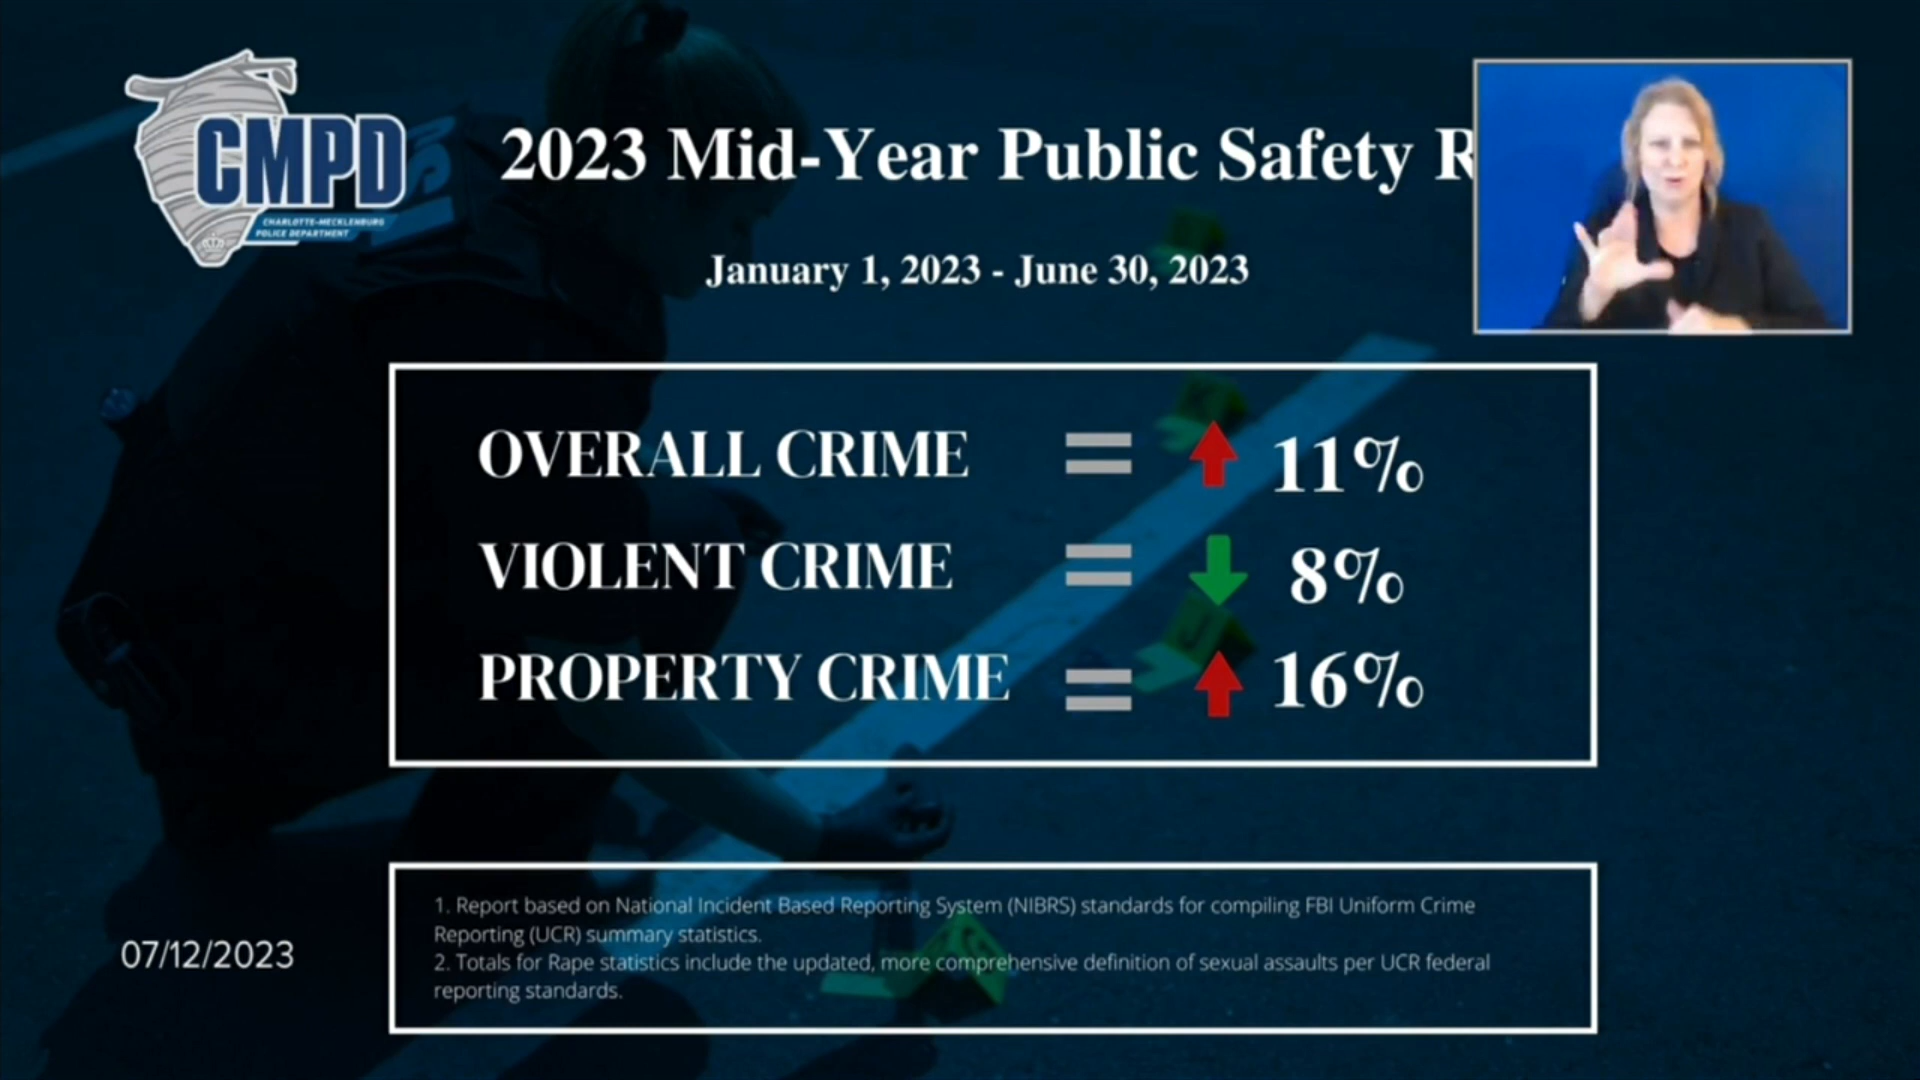 CMPD
CHARLOTTE-MECKLENBURG
POLICE DEPARTMENT
2023 Mid-Year Public Safety R
January 1, 2023 - June 30, 2023
OVERALL CRIME = 11%
VIOLENT CRIME = 8%
PROPERTY CRIME = 16%
1. Report based on National Incident Based Reporting System (NIBRS) standards for compiling FBI Uniform Crime
Reporting (UCR) summary statistics.
2. Totals for Rape statistics include the updated, more comprehensive definition of sexual assaults per UCR federal
reporting standards.
07/12/2023